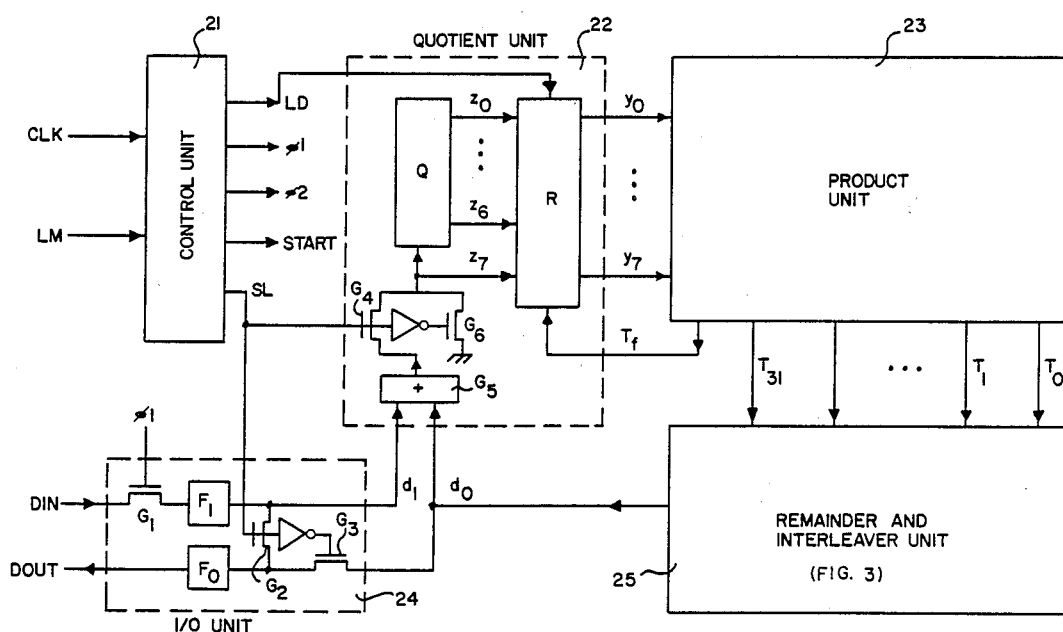 21
QUOTIENT UNIT
22
23
CLK
LM
CONTROL UNIT
LD
ø1
ø2
START
SL
Q
R
z0
z6
z7
y0
y7
PRODUCT
UNIT
G4
G6
+
G5
Tf
T31
T1
T0
ø1
DIN
G1
F1
d1
d0
G3
DOUT
F0
G2
24
I/O UNIT
25
REMAINDER AND
INTERLEAVER UNIT
(FIG. 3)